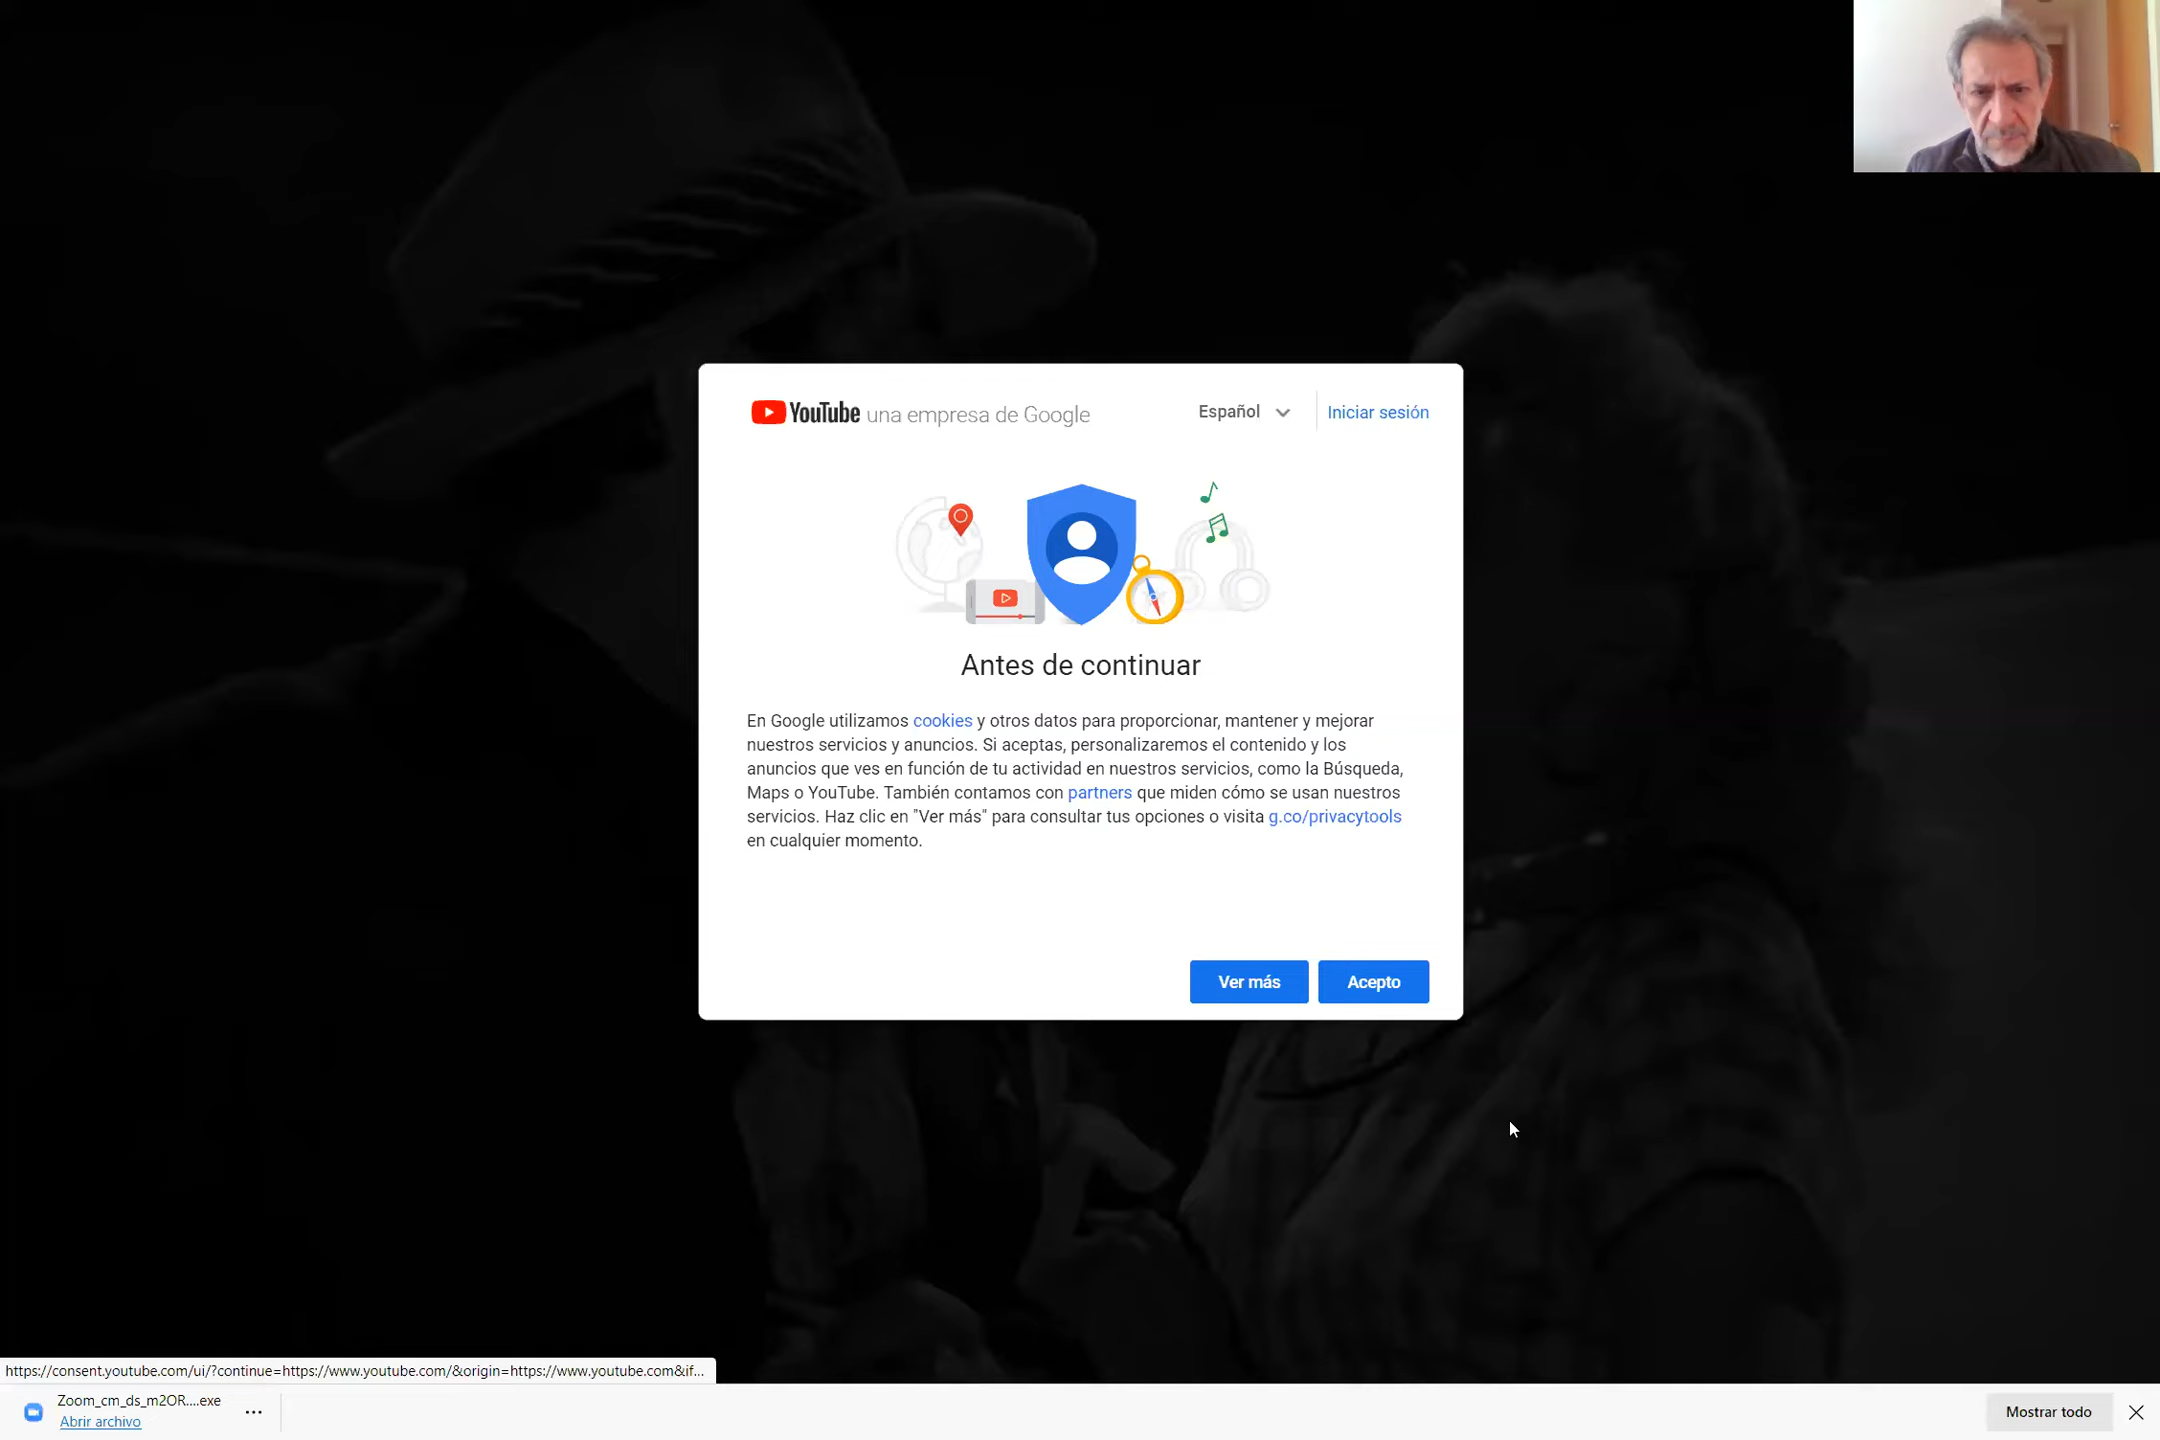 YouTube una empresa de Google
Español
Iniciar sesión
Antes de continuar
En Google utilizamos cookies y otros datos para proporcionar, mantener y mejorar
nuestros servicios y anuncios. Si aceptas, personalizaremos el contenido y los
anuncios que ves en función de tu actividad en nuestros servicios, como la Búsqueda,
Maps o YouTube. También contamos con partners que miden cómo se usan nuestros
servicios. Haz clic en "Ver más" para consultar tus opciones o visita g.co/privacytools
en cualquier momento.
Ver más
Acepto
https://consent.youtube.com/ui/?continue=https://www.youtube.com/&origin=https://www.youtube.com&if...
Zoom_cm_ds_m2OR....exe
Abrir archivo
Mostrar todo